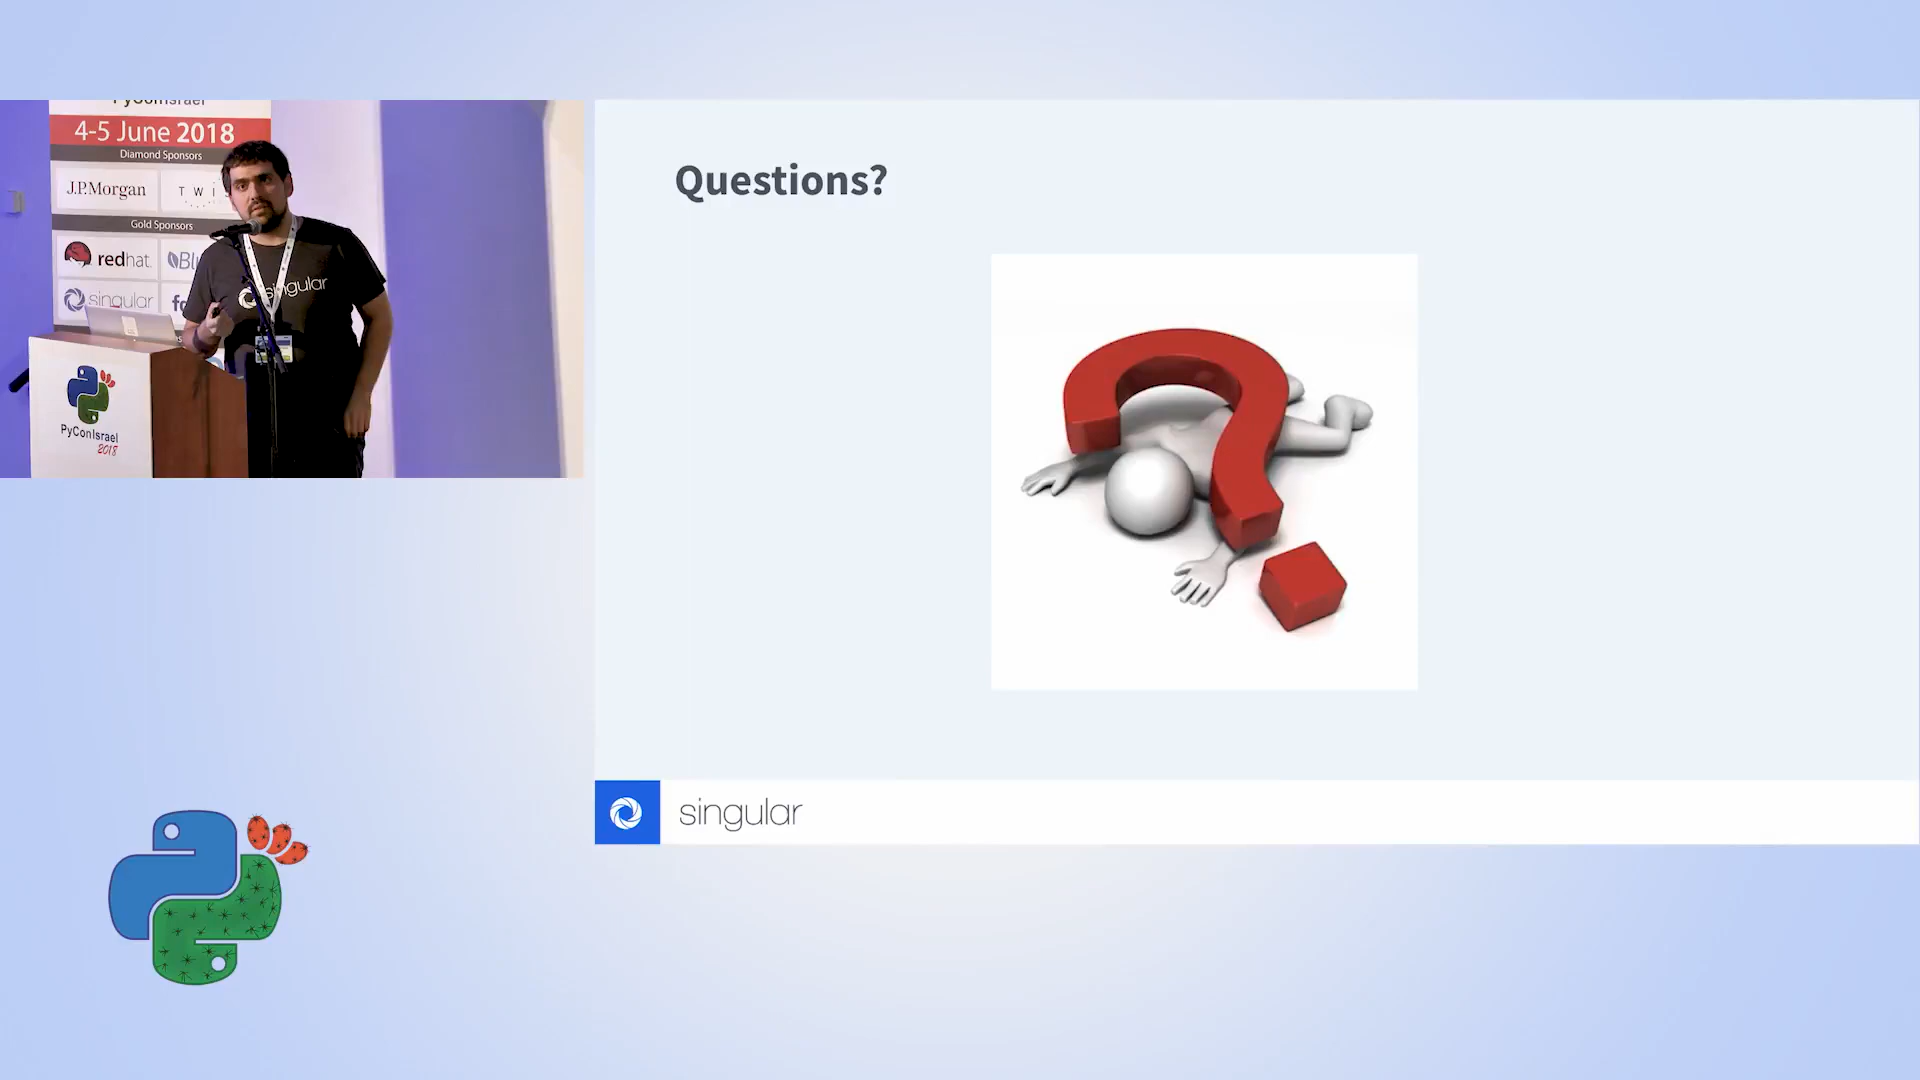 4-5 June 2018
Diamond Sponsors
J.P.Morgan
Gold Sponsors
redhat.
singular
singular
PyConIsrael
2018
Questions?
singular